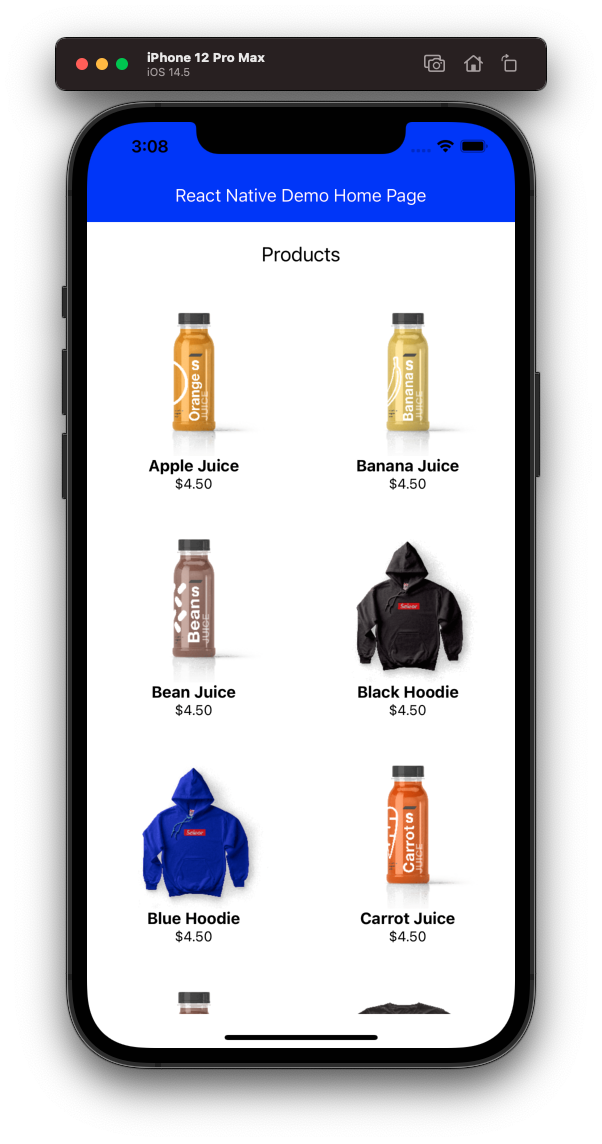 iPhone 12 Pro Max
iOS 14.5
3:08
React Native Demo Home Page
Products
Orange S
JUICE
Apple Juice
$4.50
Banana S
JUICE
Banana Juice
$4.50
Bean S
JUICE
Bean Juice
$4.50
Black Hoodie
$4.50
Blue Hoodie
$4.50
Carrot S
JUICE
Carrot Juice
$4.50